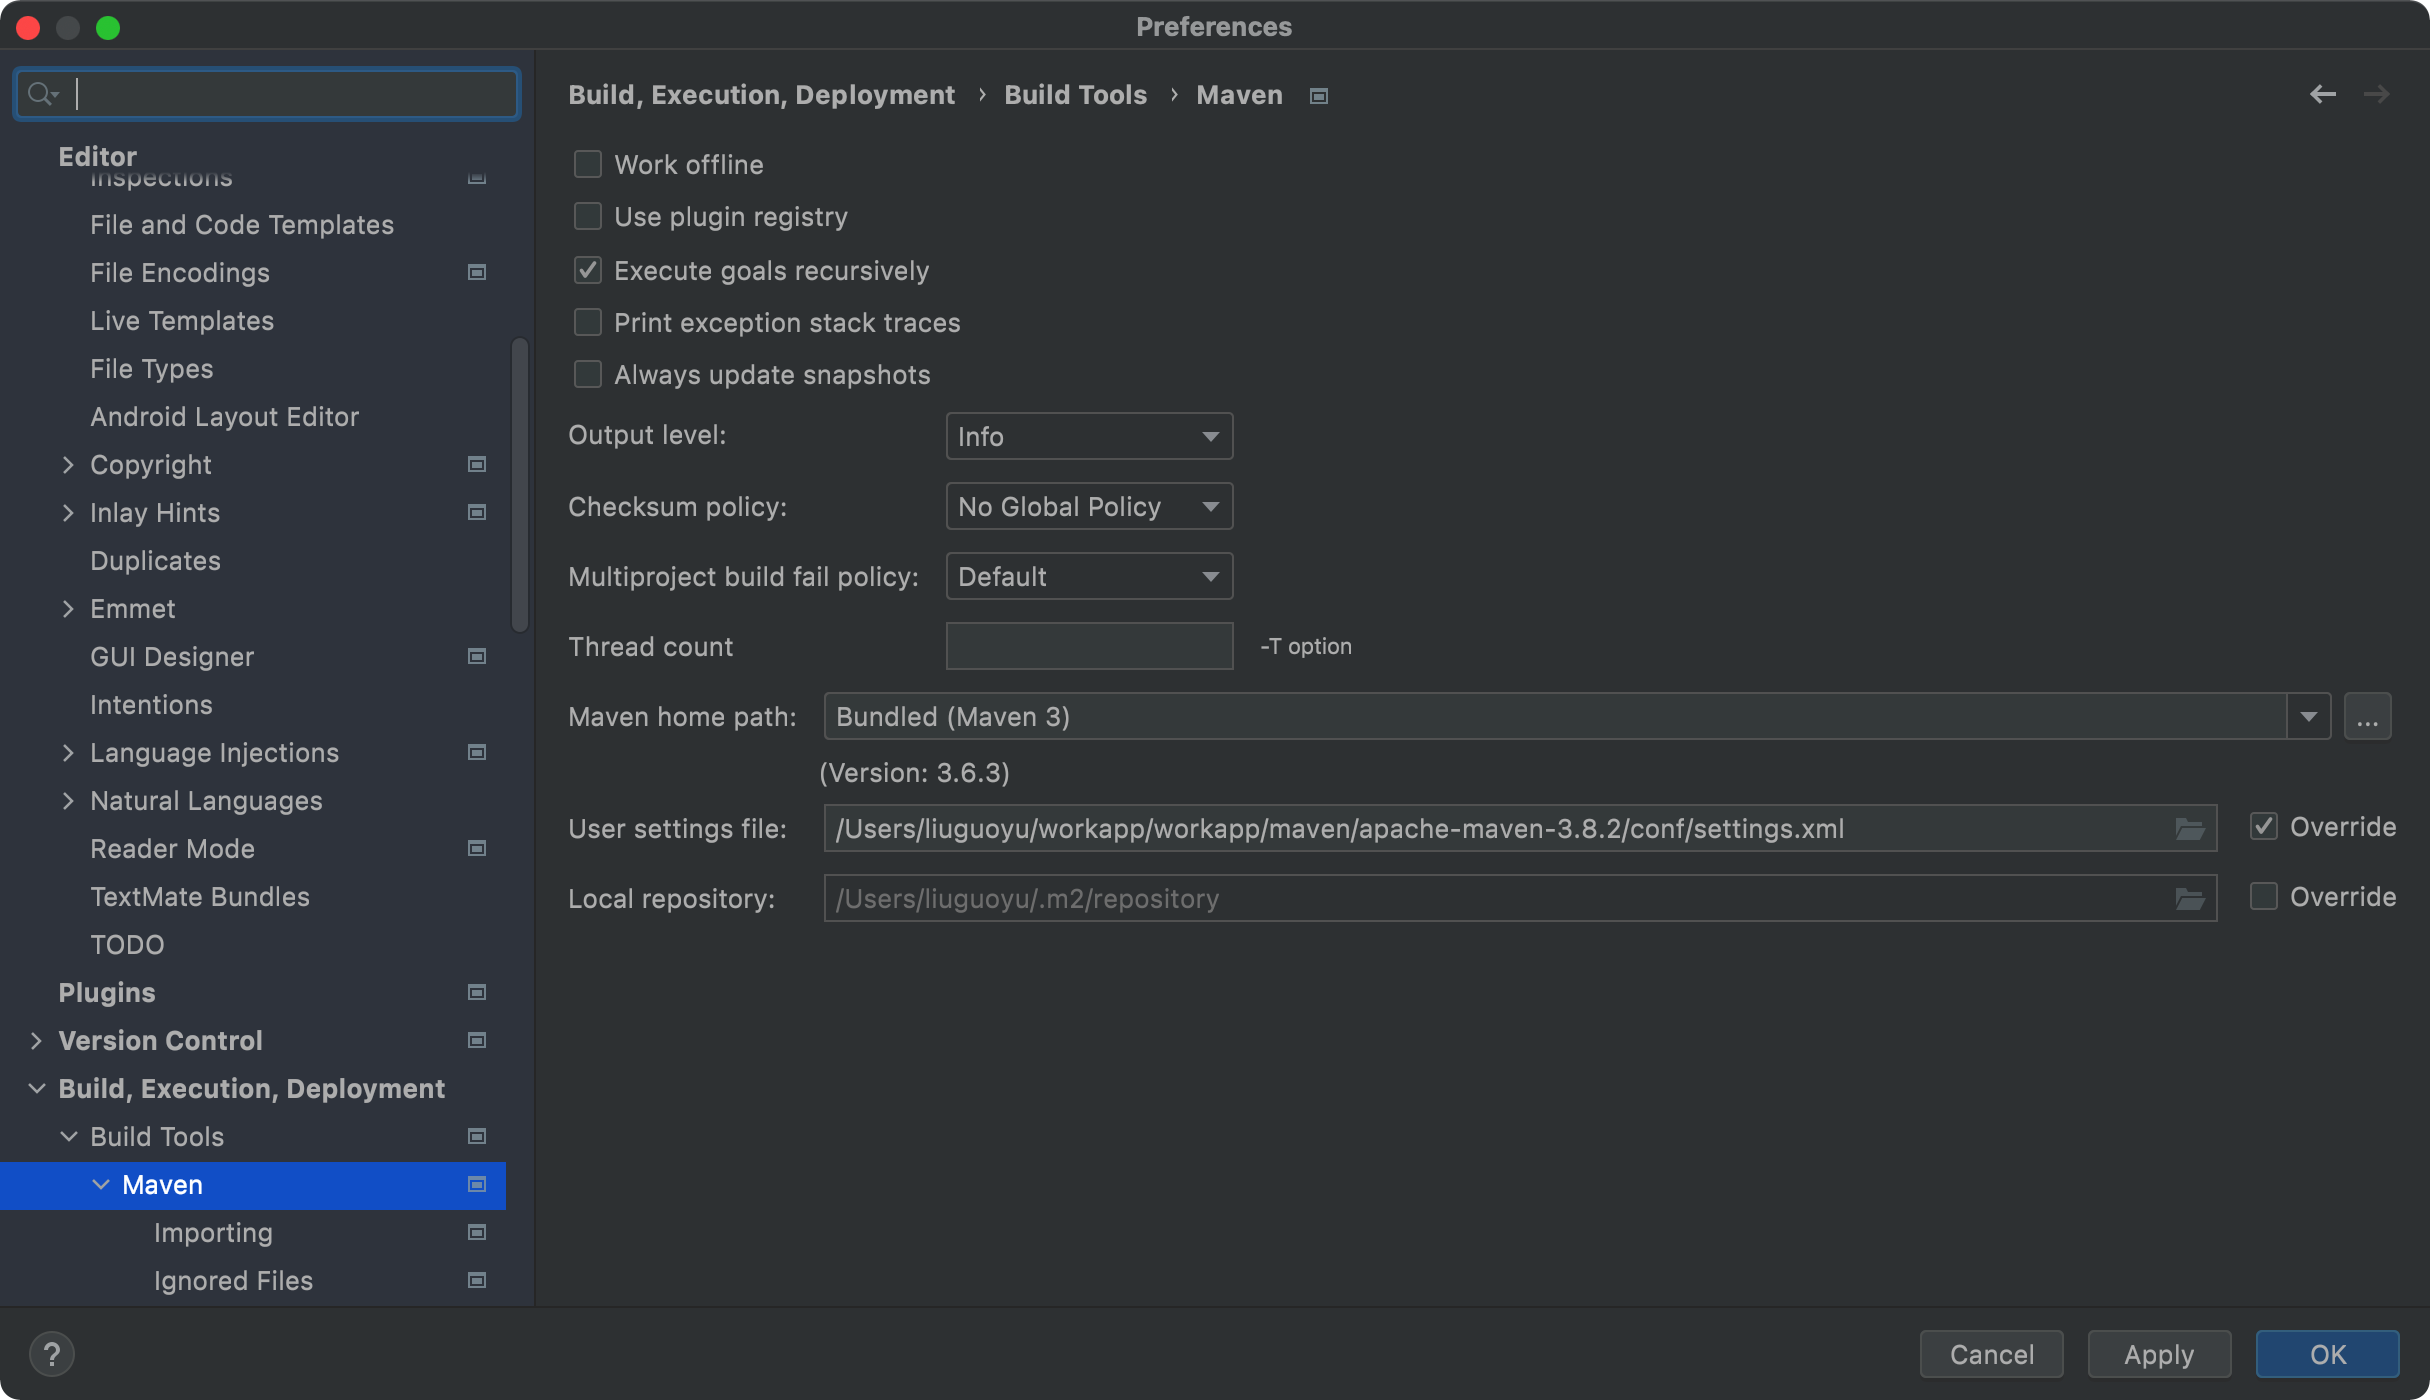 Preferences
Editor
Inspections
File and Code Templates
File Encodings
Live Templates
File Types
Android Layout Editor
Copyright
Inlay Hints
Duplicates
Emmet
GUI Designer
Intentions
Language Injections
Natural Languages
Reader Mode
TextMate Bundles
TODO
Plugins
Version Control
Build, Execution, Deployment
Build Tools
Maven
Importing
Ignored Files
Build, Execution, Deployment › Build Tools › Maven
Work offline
Use plugin registry
Execute goals recursively
Print exception stack traces
Always update snapshots
Output level: Info
Checksum policy: No Global Policy
Multiproject build fail policy: Default
Thread count -T option
Maven home path: Bundled (Maven 3) ...
(Version: 3.6.3)
User settings file: /Users/liuguoyu/workapp/workapp/maven/apache-maven-3.8.2/conf/settings.xml Override
Local repository: /Users/liuguoyu/.m2/repository Override
? Cancel Apply OK